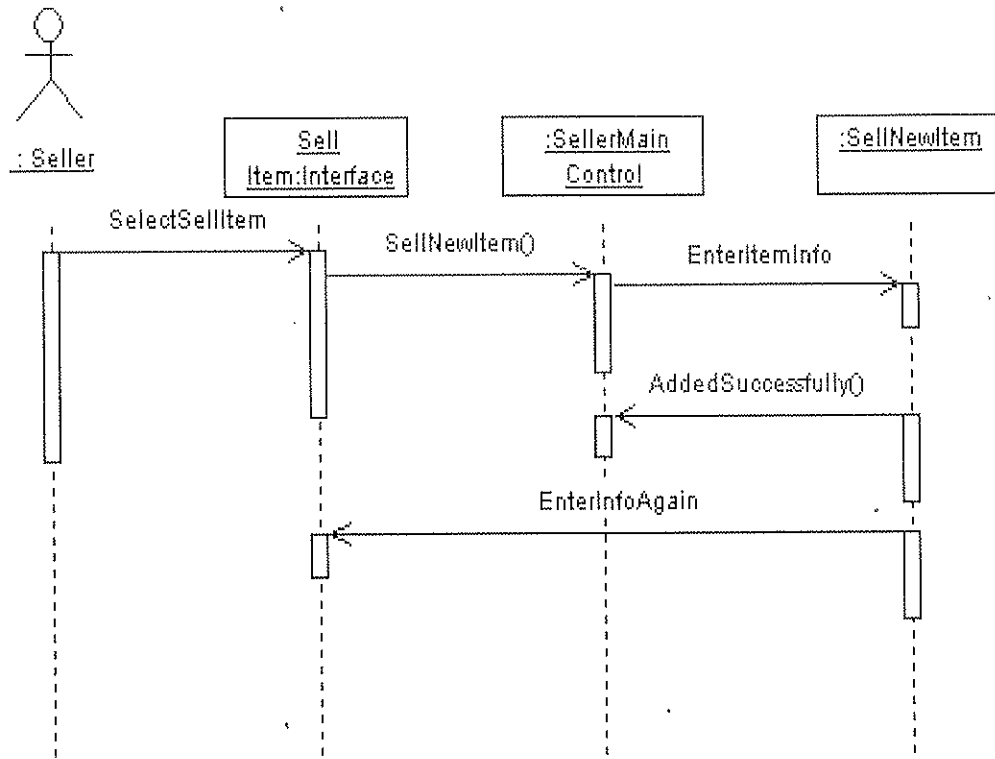 : Seller
Sell
Item:Interface
:SellerMain
Control
:SellNewItem
SelectSellItem
SellNewItem()
EnterItemInfo
AddedSuccessfully()
EnterInfoAgain